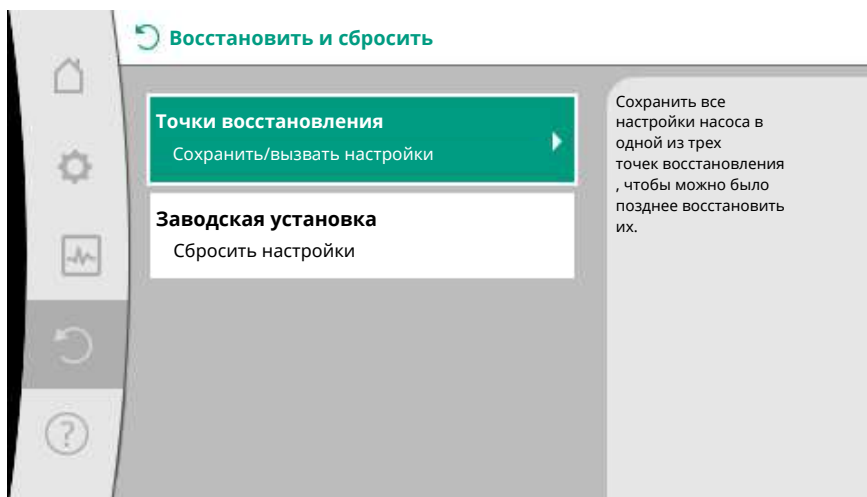 Восстановить и сбросить
Точки восстановления
Сохранить/вызвать настройки
Заводская установка
Сбросить настройки
Сохранить все
настройки насоса в
одной из трех
точек восстановления
, чтобы можно было
позднее восстановить
их.
?